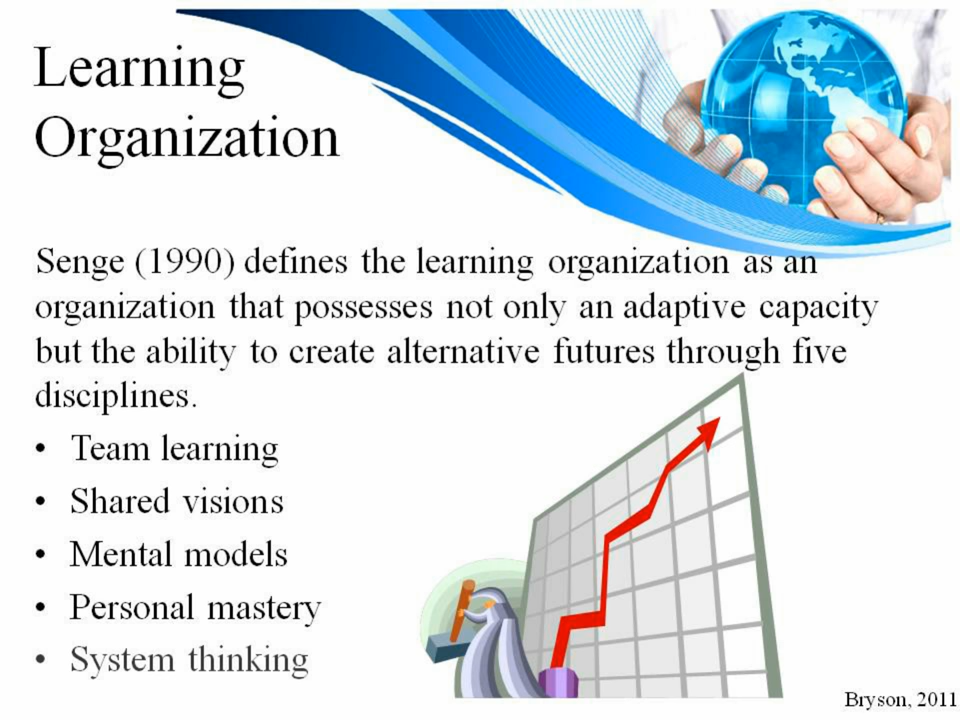 Learning
Organization
Senge (1990) defines the learning organization as an
organization that possesses not only an adaptive capacity
but the ability to create alternative futures through five
disciplines.
• Team learning
• Shared visions
• Mental models
• Personal mastery
• System thinking
Bryson, 2011